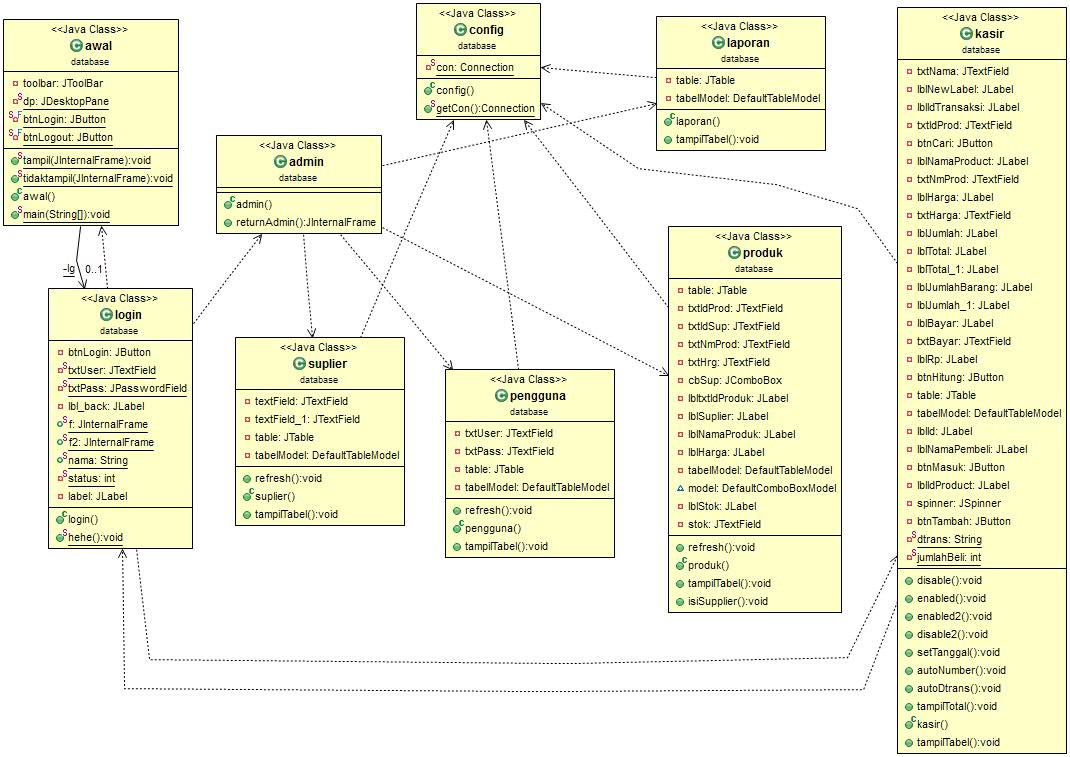 <<Java Class>>
awal
database
toolbar: JToolBar
dp: JDesktopPane
btnLogin: JButton
btnLogout: JButton
tampil(JInternalFrame):void
tidaktampil(JInternalFrame):void
awal()
main(String[]):void
-lg
0..1
<<Java Class>>
login
database
btnLogin: JButton
txtUser: JTextField
txtPass: JPasswordField
lbl_back: JLabel
f: JInternalFrame
f2: JInternalFrame
nama: String
status: int
label: JLabel
login()
hehe():void
<<Java Class>>
admin
database
admin()
returnAdmin():JInternalFrame
<<Java Class>>
suplier
database
textField: JTextField
textField_1: JTextField
table: JTable
tabelModel: DefaultTableModel
refresh():void
suplier()
tampilTabel():void
<<Java Class>>
config
database
con: Connection
config()
getCon():Connection
<<Java Class>>
pengguna
database
txtUser: JTextField
txtPass: JTextField
table: JTable
tabelModel: DefaultTableModel
refresh():void
pengguna()
tampilTabel():void
<<Java Class>>
laporan
database
table: JTable
tabelModel: DefaultTableModel
laporan()
tampilTabel():void
<<Java Class>>
produk
database
table: JTable
txtIdProd: JTextField
txtIdSup: JTextField
txtNmProd: JTextField
txtHrg: JTextField
cbSup: JComboBox
lbltxtIdProduk: JLabel
lblSuplier: JLabel
lblNamaProduk: JLabel
lblHarga: JLabel
tabelModel: DefaultTableModel
model: DefaultComboBoxModel
lblStok: JLabel
stok: JTextField
refresh():void
produk()
tampilTabel():void
isiSupplier():void
<<Java Class>>
kasir
database
txtNama: JTextField
lblNewLabel: JLabel
lblIdTransaksi: JLabel
txtIdProd: JTextField
btnCari: JButton
lblNamaProduct: JLabel
txtNmProd: JTextField
lblHarga: JLabel
txtHarga: JTextField
lblJumlah: JLabel
lblTotal: JLabel
lblTotal_1: JLabel
lblJumlahBarang: JLabel
lblJumlah_1: JLabel
lblBayar: JLabel
txtBayar: JTextField
lblRp: JLabel
btnHitung: JButton
table: JTable
tabelModel: DefaultTableModel
lblId: JLabel
lblNamaPembeli: JLabel
btnMasuk: JButton
lblIdProduct: JLabel
spinner: JSpinner
btnTambah: JButton
dtrans: String
jumlahBeli: int
disable():void
enabled():void
enabled2():void
disable2():void
setTanggal():void
autoNumber():void
autoDtrans():void
tampilTotal():void
kasir()
tampilTabel():void